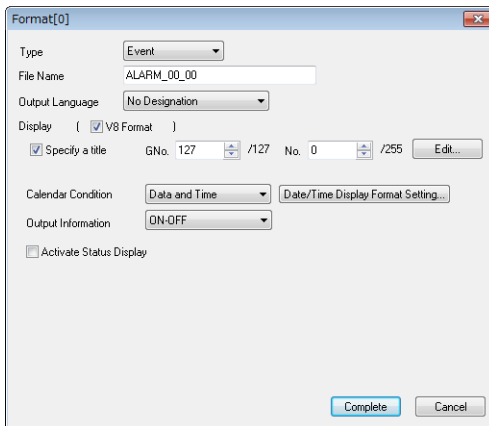 Format[0]
Type Event
File Name ALARM_00_00
Output Language No Designation
Display ( V8 Format )
Specify a title GNo. 127 /127 No. 0 /255 Edit...
Calendar Condition Data and Time Date/Time Display Format Setting...
Output Information ON-OFF
Activate Status Display
Complete Cancel